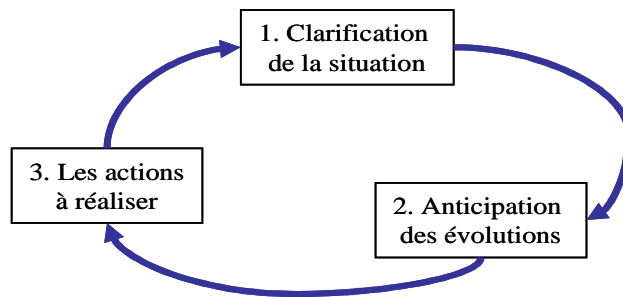 1. Clarification
de la situation
2. Anticipation
des évolutions
3. Les actions
à réaliser